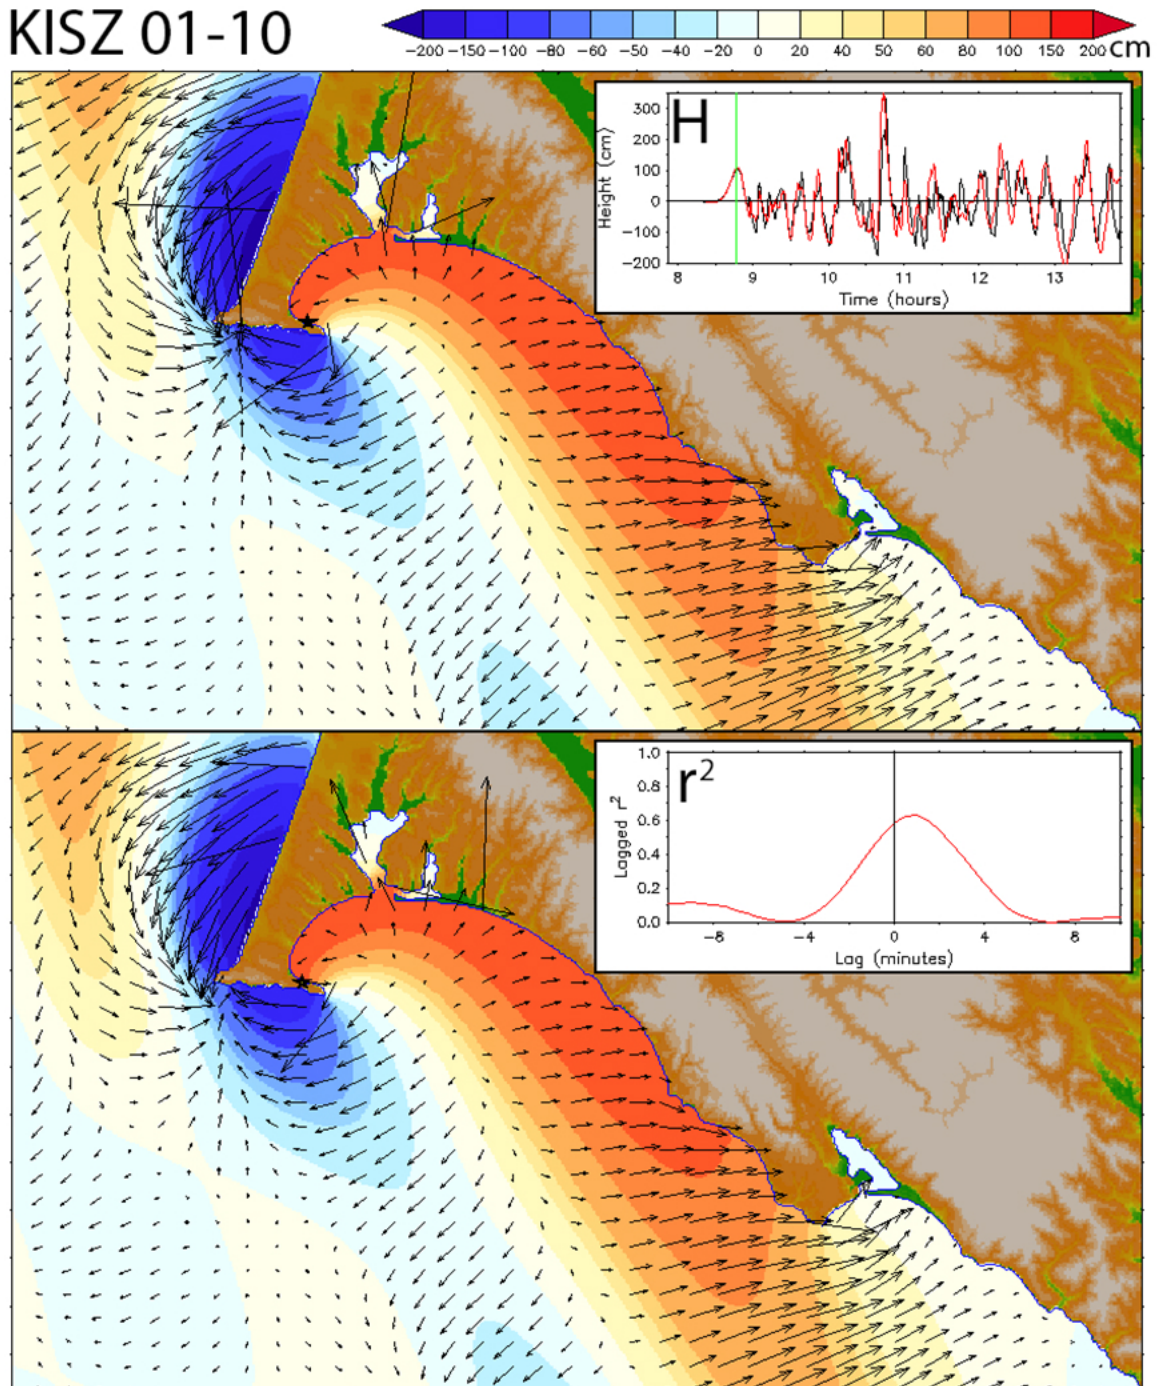 KISZ 01-10
−200 −150 −100 −80 −60 −50 −40 −20 0 20 40 60 80 100 150 200 cm
H
Height (cm)
300
200
100
0
−100
−200
8 9 10 11 12 13
Time (hours)
r²
Lagged r²
1.0
0.8
0.6
0.4
0.2
0.0
−8 −4 0 4 8
Lag (minutes)